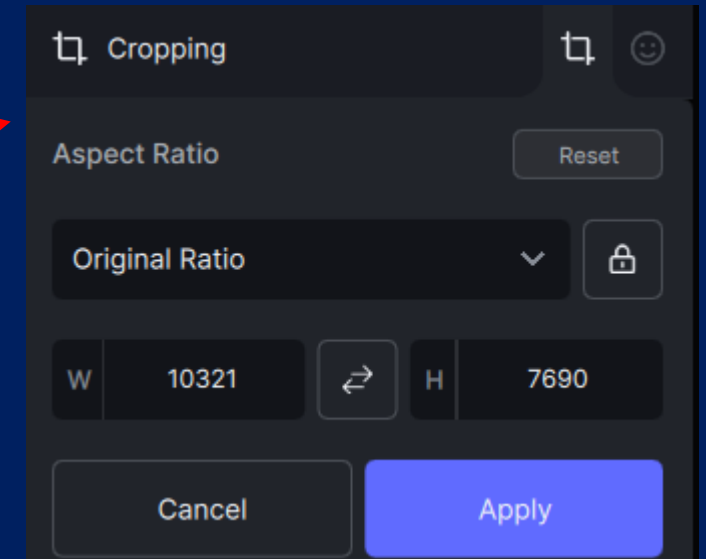 Cropping
Aspect Ratio Reset
Original Ratio
W 10321 H 7690
Cancel Apply